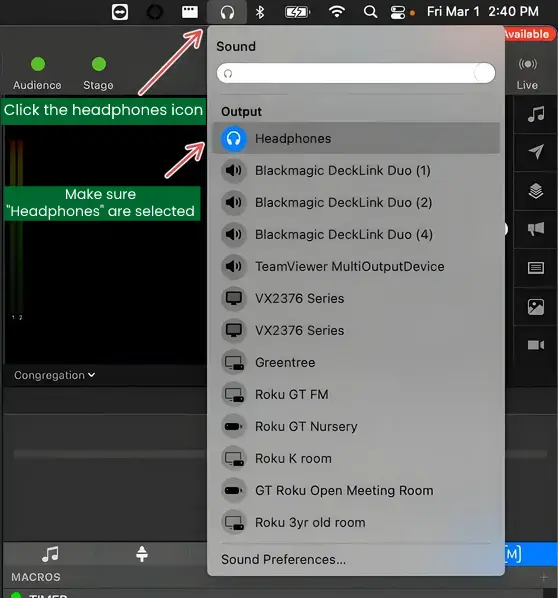 Fri Mar 1 2:40 PM
Available
Sound
Audience
Stage
Live
Click the headphones icon
Output
Headphones
Make sure
"Headphones" are selected
Blackmagic DeckLink Duo (1)
Blackmagic DeckLink Duo (2)
Blackmagic DeckLink Duo (4)
TeamViewer MultiOutputDevice
VX2376 Series
VX2376 Series
1 2
Greentree
Congregation
Roku GT FM
Roku GT Nursery
Roku K room
GT Roku Open Meeting Room
Roku 3yr old room
Sound Preferences...
[M]
MACROS
TIMER